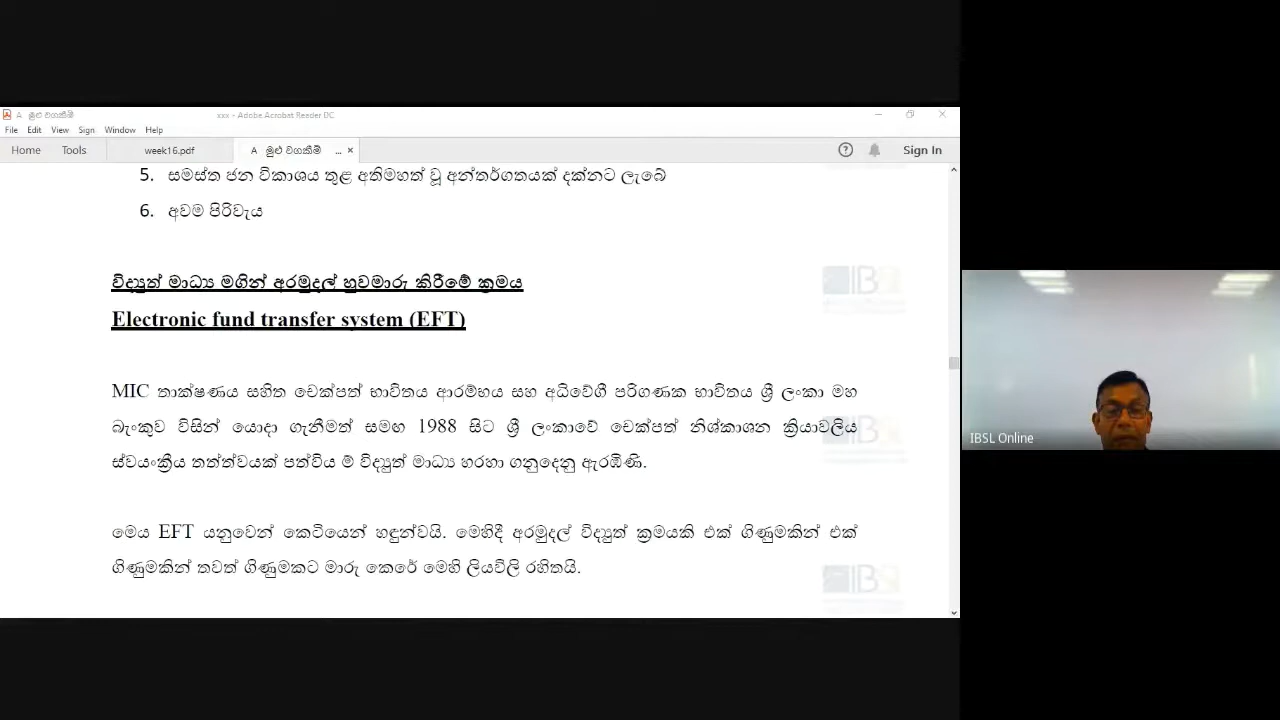 A මුළු වගකීම්
xxx - Adobe Acrobat Reader DC
File Edit View Sign Window Help
Home Tools week16.pdf A මුළු වගකීම් ... × Sign In
5. සමස්ත ජන විකාශය තුළ අතිමහත් වූ අන්තර්ගතයක් දක්නට ලැබේ
6. අවම පිරිවැය
විද්‍යුත් මාධ්‍ය මගින් අරමුදල් හුවමාරු කිරීමේ ක්‍රමය
Electronic fund transfer system (EFT)
MIC තාක්ෂණය සහිත චෙක්පත් භාවිතය ආරම්භය සහ අධිවේගී පරිගණක භාවිතය ශ්‍රී ලංකා මහ
බැංකුව විසින් යොදා ගැනීමත් සමඟ 1988 සිට ශ්‍රී ලංකාවේ චෙක්පත් නිශ්කාශන ක්‍රියාවලිය
ස්වයංක්‍රීය තත්ත්වයක් පත්විය ම් විද්‍යුත් මාධ්‍ය හරහා ගනුදෙනු ඇරඹිණි.
මෙය EFT යනුවෙන් කෙටියෙන් හඳුන්වයි. මෙහිදී අරමුදල් විද්‍යුත් ක්‍රමයකි එක් ගිණුමකින් එක්
ගිණුමකින් තවත් ගිණුමකට මාරු කෙරේ මෙහි ලියවිලි රහිතයි.
IBSL Online